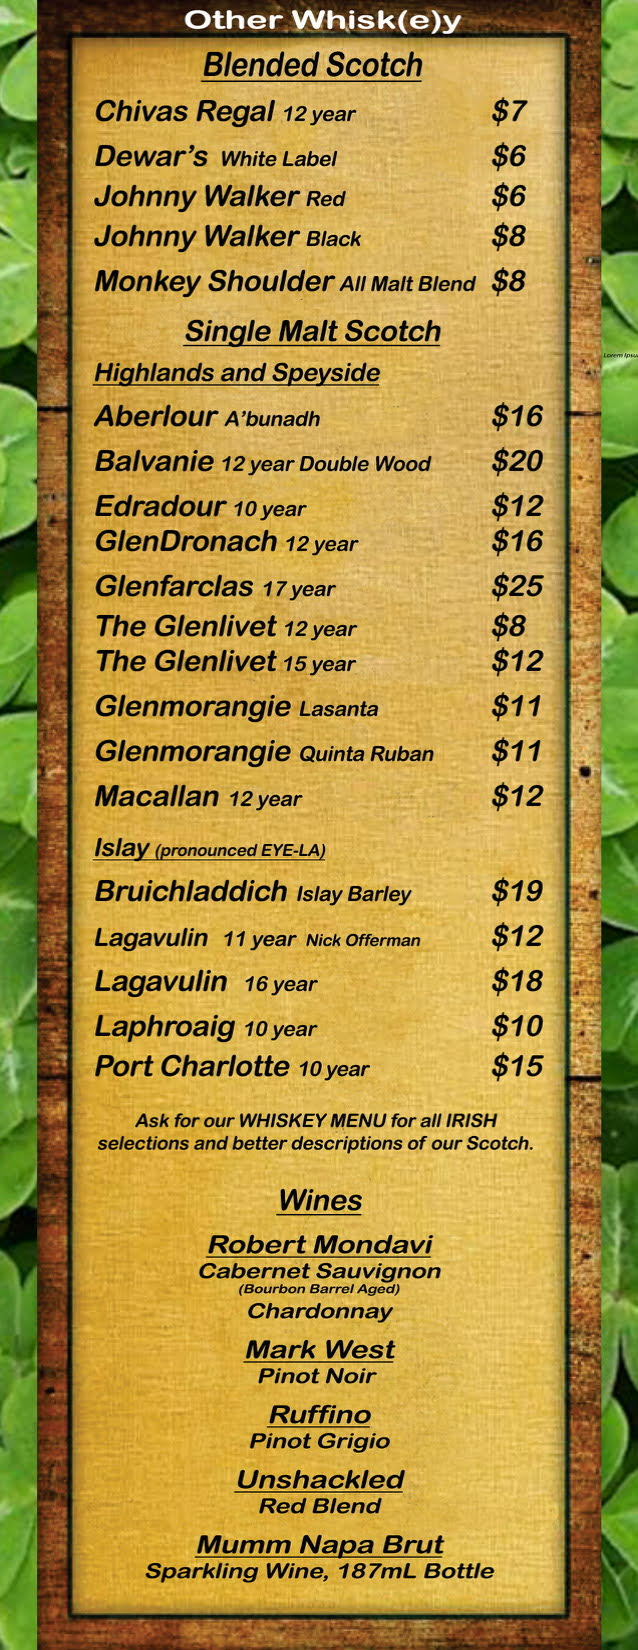 Other Whisk(e)y
Blended Scotch
Chivas Regal 12 year $7
Dewar's White Label $6
Johnny Walker Red $6
Johnny Walker Black $8
Monkey Shoulder All Malt Blend $8
Single Malt Scotch
Highlands and Speyside
Lorem Ipsu
Aberlour A'bunadh $16
Balvanie 12 year Double Wood $20
Edradour 10 year $12
GlenDronach 12 year $16
Glenfarclas 17 year $25
The Glenlivet 12 year $8
The Glenlivet 15 year $12
Glenmorangie Lasanta $11
Glenmorangie Quinta Ruban $11
Macallan 12 year $12
Islay (pronounced EYE-LA)
Bruichladdich Islay Barley $19
Lagavulin 11 year Nick Offerman $12
Lagavulin 16 year $18
Laphroaig 10 year $10
Port Charlotte 10 year $15
Ask for our WHISKEY MENU for all IRISH
selections and better descriptions of our Scotch.
Wines
Robert Mondavi
Cabernet Sauvignon
(Bourbon Barrel Aged)
Chardonnay
Mark West
Pinot Noir
Ruffino
Pinot Grigio
Unshackled
Red Blend
Mumm Napa Brut
Sparkling Wine, 187mL Bottle